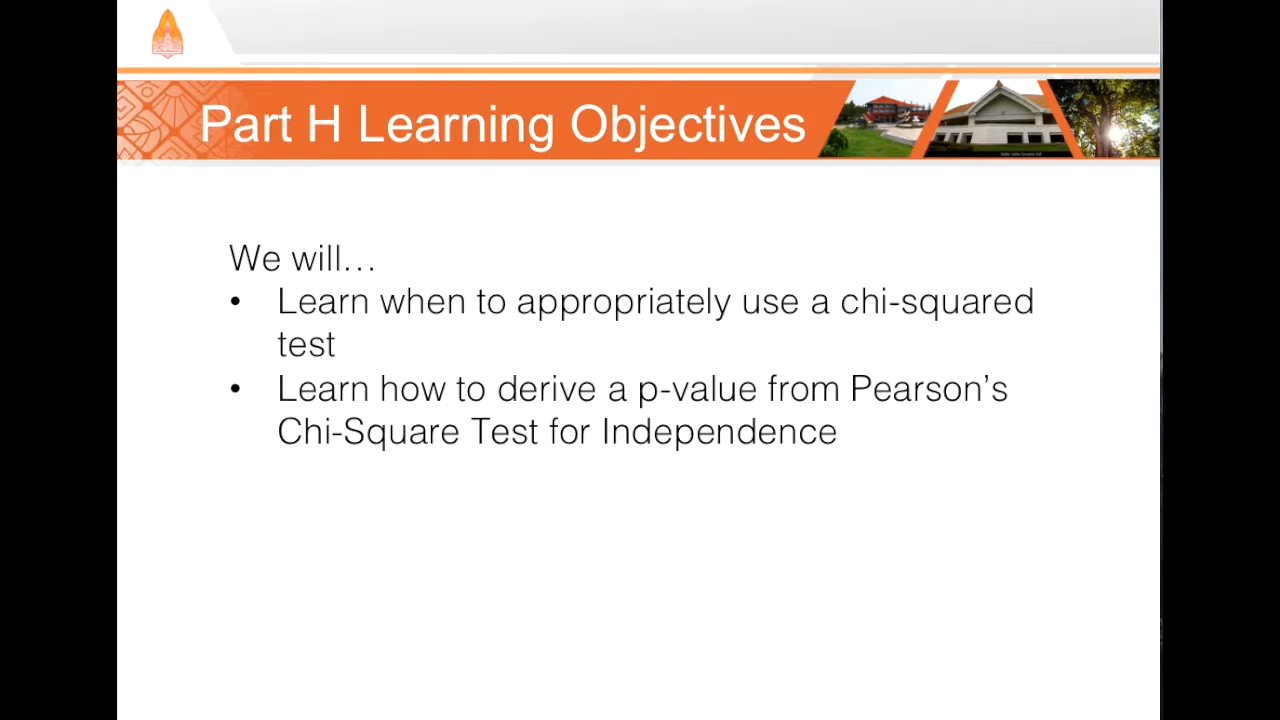 Part H Learning Objectives
We will…
• Learn when to appropriately use a chi-squared
test
• Learn how to derive a p-value from Pearson’s
Chi-Square Test for Independence